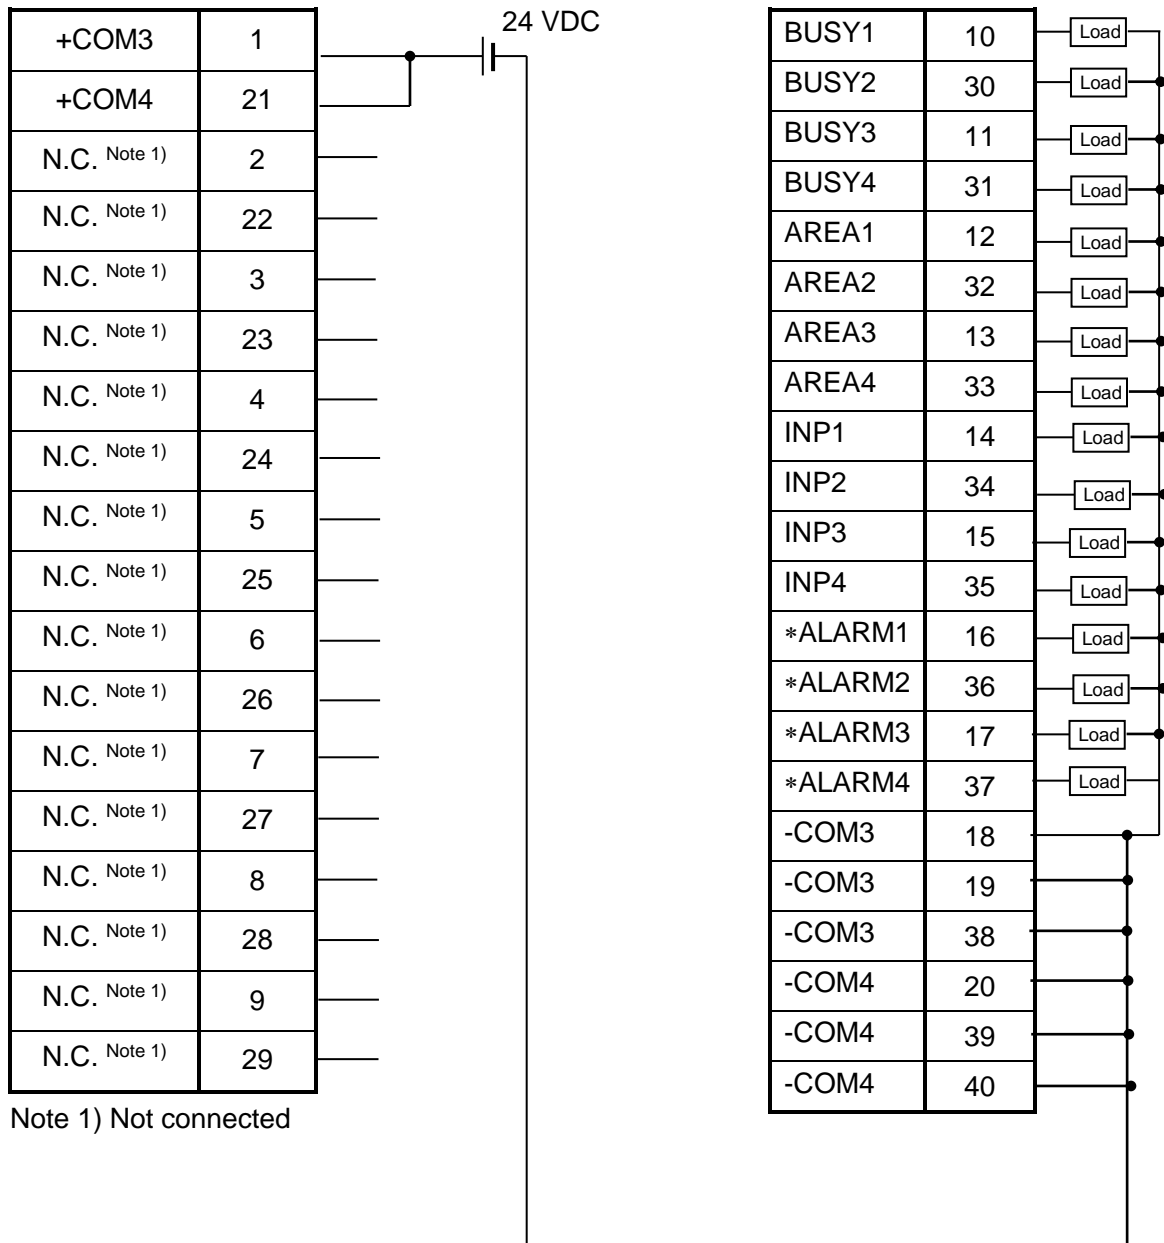 24 VDC
+COM3 1
+COM4 21
N.C. Note 1) 2
N.C. Note 1) 22
N.C. Note 1) 3
N.C. Note 1) 23
N.C. Note 1) 4
N.C. Note 1) 24
N.C. Note 1) 5
N.C. Note 1) 25
N.C. Note 1) 6
N.C. Note 1) 26
N.C. Note 1) 7
N.C. Note 1) 27
N.C. Note 1) 8
N.C. Note 1) 28
N.C. Note 1) 9
N.C. Note 1) 29
Note 1) Not connected
BUSY1 10 Load
BUSY2 30 Load
BUSY3 11 Load
BUSY4 31 Load
AREA1 12 Load
AREA2 32 Load
AREA3 13 Load
AREA4 33 Load
INP1 14 Load
INP2 34 Load
INP3 15 Load
INP4 35 Load
*ALARM1 16 Load
*ALARM2 36 Load
*ALARM3 17 Load
*ALARM4 37 Load
-COM3 18
-COM3 19
-COM3 38
-COM4 20
-COM4 39
-COM4 40